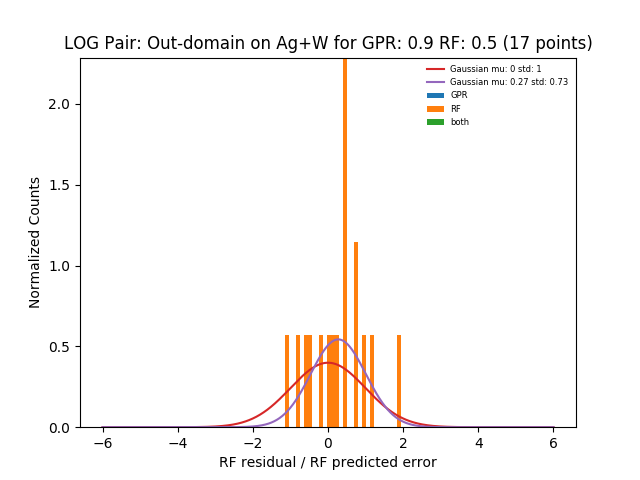 LOG Pair: Out-domain on Ag+W for GPR: 0.9 RF: 0.5 (17 points)
Gaussian mu: 0 std: 1
Gaussian mu: 0.27 std: 0.73
GPR
RF
both
Normalized Counts
2.0
1.5
1.0
0.5
0.0
−6 −4 −2 0 2 4 6
RF residual / RF predicted error